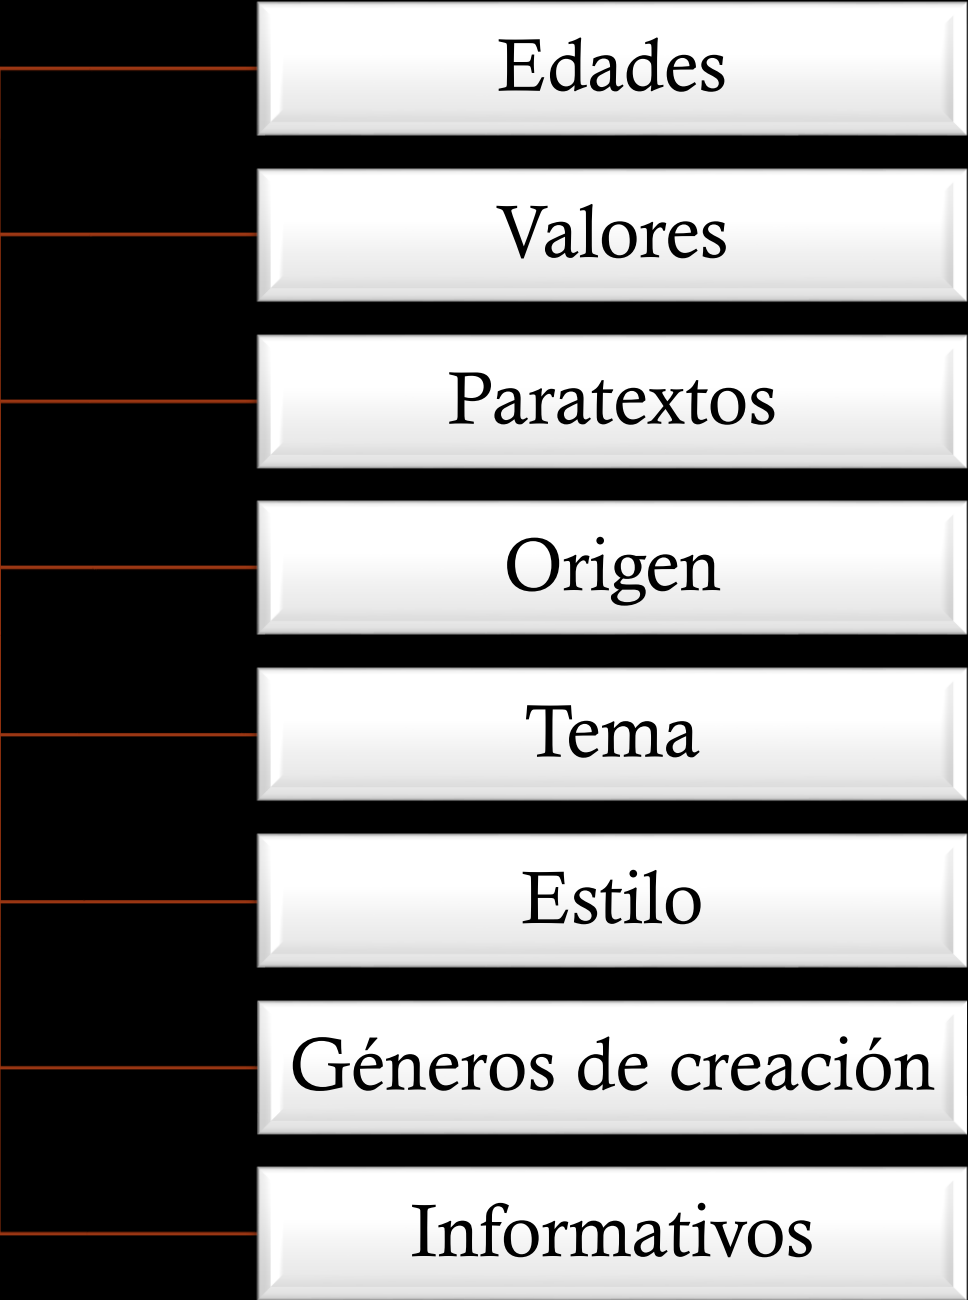 Edades
Valores
Paratextos
Origen
Tema
Estilo
Géneros de creación
Informativos